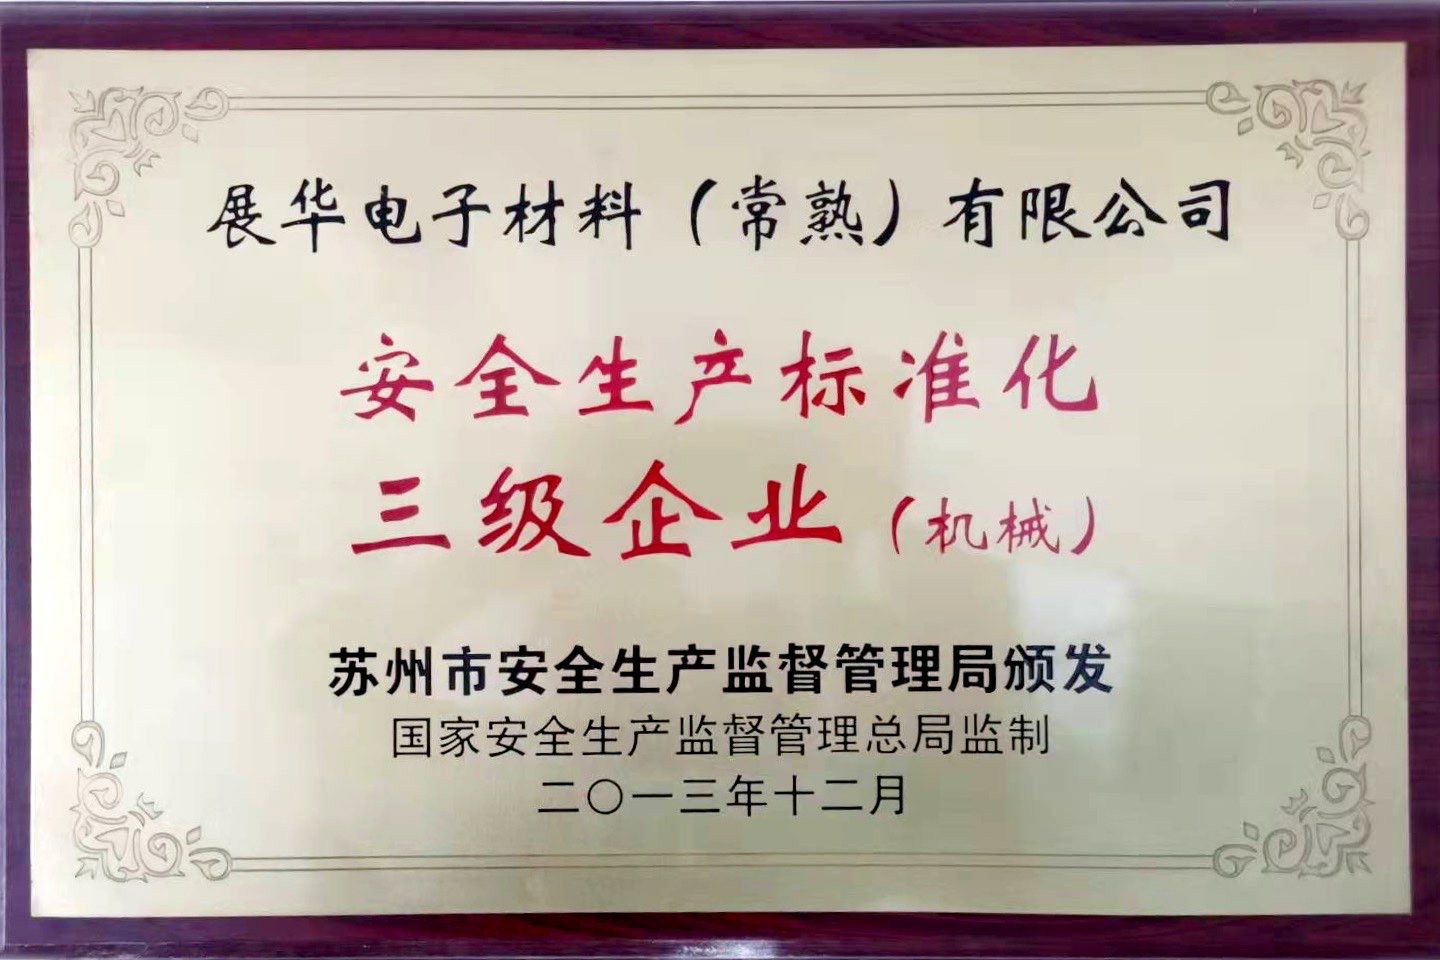 展华电子材料（常熟）有限公司
安全生产标准化
三级企业（机械）
苏州市安全生产监督管理局颁发
国家安全生产监督管理总局监制
二〇一三年十二月